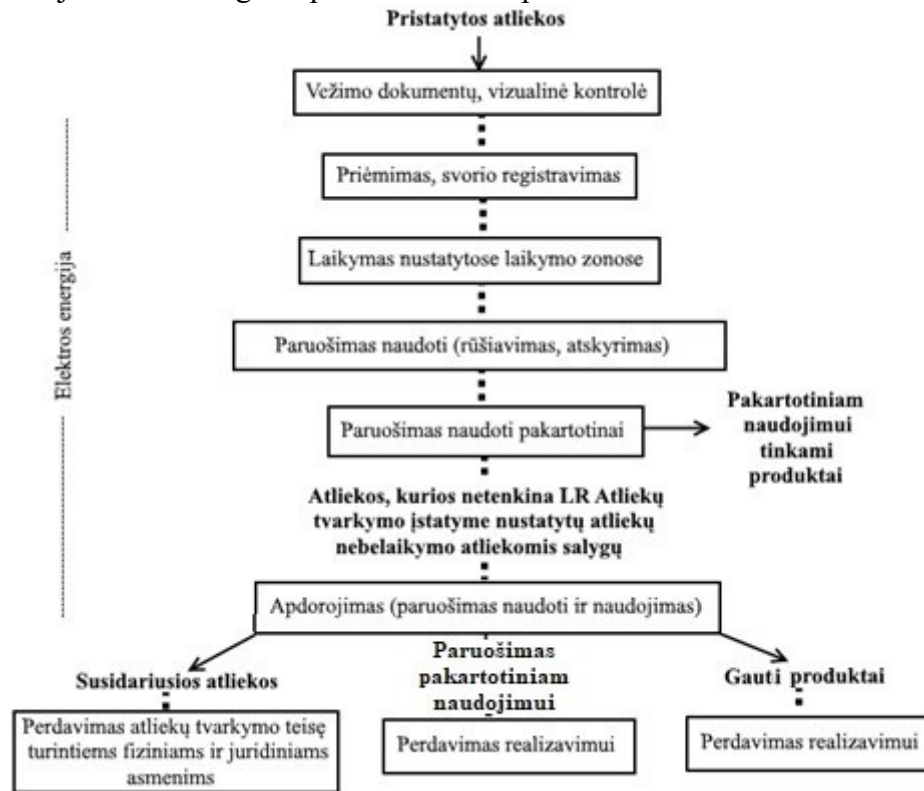 Pristatytos atliekos
Vežimo dokumentų, vizualinė kontrolė
Priėmimas, svorio registravimas
Laikymas nustatytose laikymo zonose
Elektros energija
Paruošimas naudoti (rūšiavimas, atskyrimas)
Paruošimas naudoti pakartotinai
Pakartotiniam
naudojimui
tinkami
produktai
Atliekos, kurios netenkina LR Atliekų
tvarkymo įstatyme nustatytų atliekų
nebelaikymo atliekomis salygų
Apdorojimas (paruošimas naudoti ir naudojimas)
Susidariusios atliekos
Perdavimas atliekų tvarkymo teisę
turintiems fiziniams ir juridiniams
asmenims
Paruošimas
pakartotiniam
naudojimui
Perdavimas realizavimui
Gauti produktai
Perdavimas realizavimui